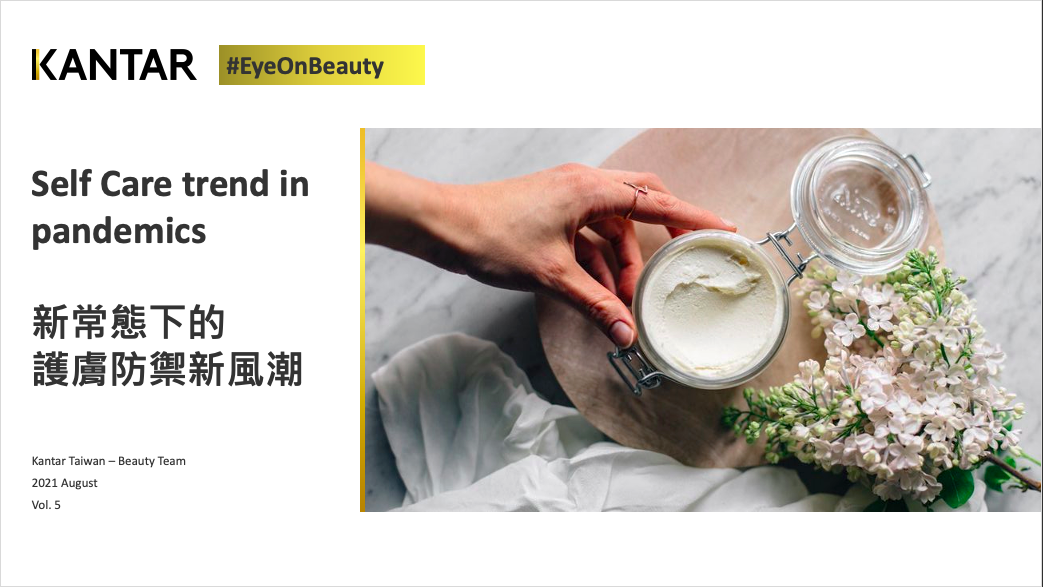 KANTAR
#EyeOnBeauty
Self Care trend in
pandemics
新常態下的
護膚防禦新風潮
Kantar Taiwan – Beauty Team
2021 August
Vol. 5